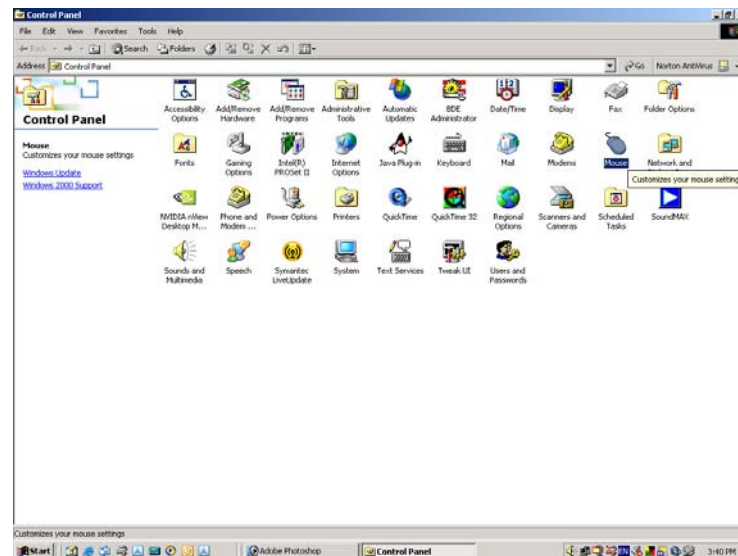 Control Panel
File Edit View Favorites Tools Help
Back Search Folders
Address Control Panel Go Norton AntiVirus
Control Panel
Mouse
Customizes your mouse settings
Windows Update
Windows 2000 Support
Accessibility Options
Add/Remove Hardware
Add/Remove Programs
Administrative Tools
Automatic Updates
BDE Administrator
Date/Time
Display
Fax
Folder Options
Fonts
Gaming Options
Intel(R) PROSet II
Internet Options
Java Plug-in
Keyboard
Mail
Modems
Mouse
Network and
Customizes your mouse setting
NVIDIA nView Desktop M...
Phone and Modem ...
Power Options
Printers
QuickTime
QuickTime 32
Regional Options
Scanners and Cameras
Scheduled Tasks
SoundMAX
Sounds and Multimedia
Speech
Symantec LiveUpdate
System
Text Services
Tweak UI
Users and Passwords
Customizes your mouse settings
Start Adobe Photoshop Control Panel 3:40 PM